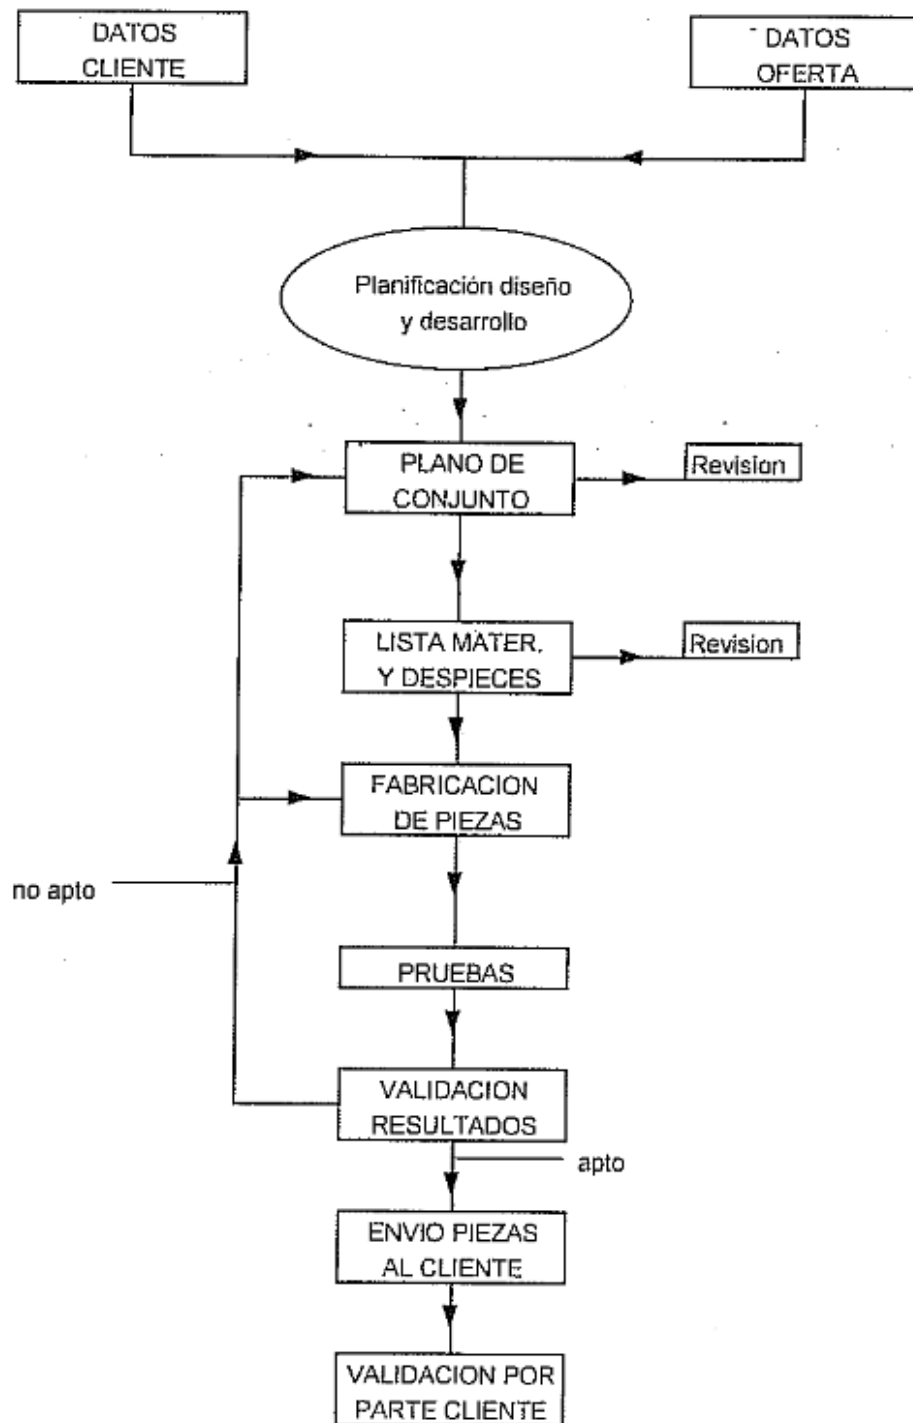 DATOS
CLIENTE
DATOS
OFERTA
Planificación diseño
y desarrollo
PLANO DE
CONJUNTO
Revision
LISTA MATER.
Y DESPIECES
Revision
FABRICACION
DE PIEZAS
no apto
PRUEBAS
VALIDACION
RESULTADOS
apto
ENVIO PIEZAS
AL CLIENTE
VALIDACION POR
PARTE CLIENTE